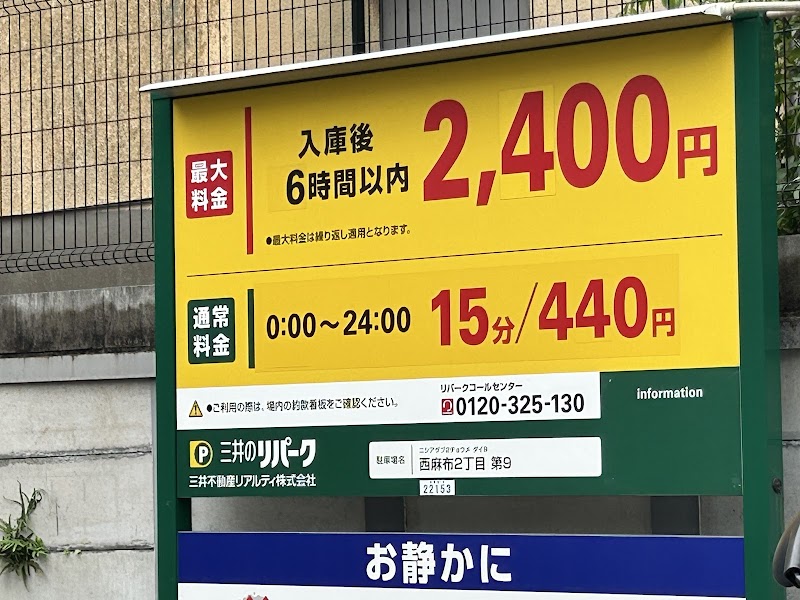 最大
料金
入庫後
6時間以内
2,400円
●最大料金は繰り返し適用となります。
通常
料金
0:00～24:00
15分/440円
●ご利用の際は、場内の約款看板をご確認ください。
リパークコールセンター
0120-325-130
information
P 三井のリパーク
三井不動産リアルティ株式会社
駐車場名
ニシアザブ2チョウメ ダイ9
西麻布2丁目 第9
22153
お静かに